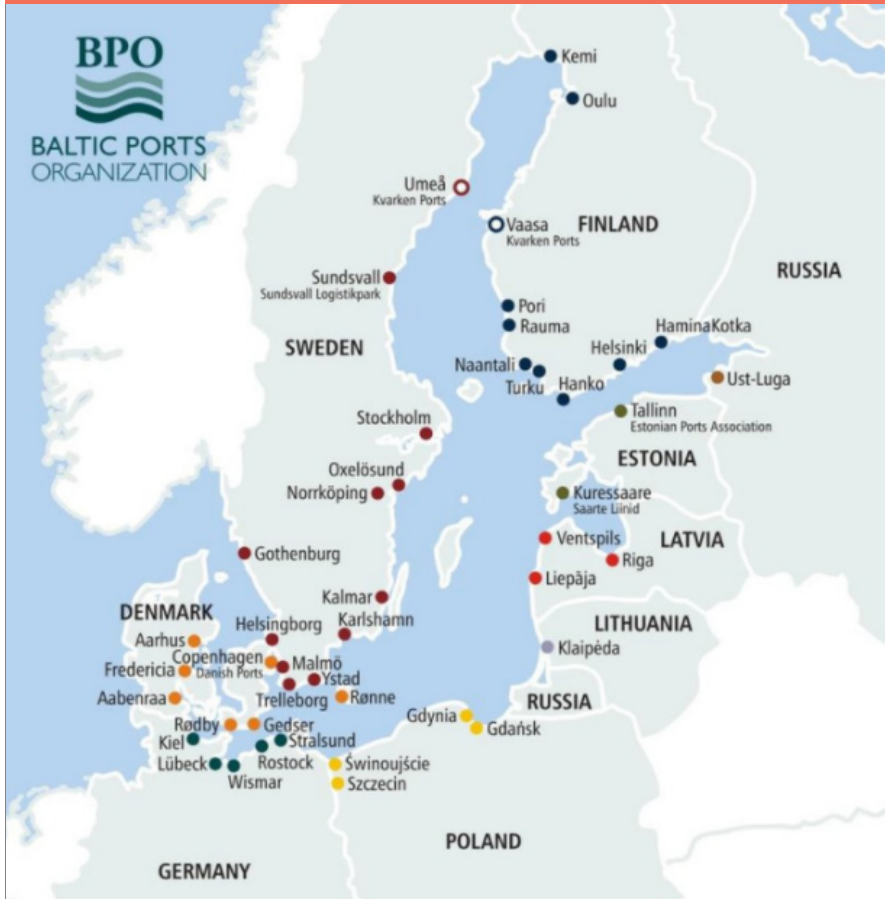 BPO
BALTIC PORTS
ORGANIZATION
Kemi
Oulu
Umeå
Kvarken Ports
Vaasa
Kvarken Ports
FINLAND
RUSSIA
Sundsvall
Sundsvall Logistikpark
Pori
Rauma
SWEDEN
HaminaKotka
Helsinki
Naantali
Turku
Hanko
Ust-Luga
Tallinn
Estonian Ports Association
Stockholm
ESTONIA
Oxelösund
Norrköping
Kuressaare
Saarte Liinid
Ventspils
LATVIA
Gothenburg
Riga
Liepāja
Kalmar
DENMARK
Helsingborg
Karlshamn
LITHUANIA
Aarhus
Klaipėda
Copenhagen
Danish Ports
Malmö
Fredericia
Ystad
Trelleborg
Rønne
Aabenraa
RUSSIA
Gdynia
Gdańsk
Rødby
Gedser
Kiel
Stralsund
Rostock
Lübeck
Wismar
Świnoujście
Szczecin
POLAND
GERMANY